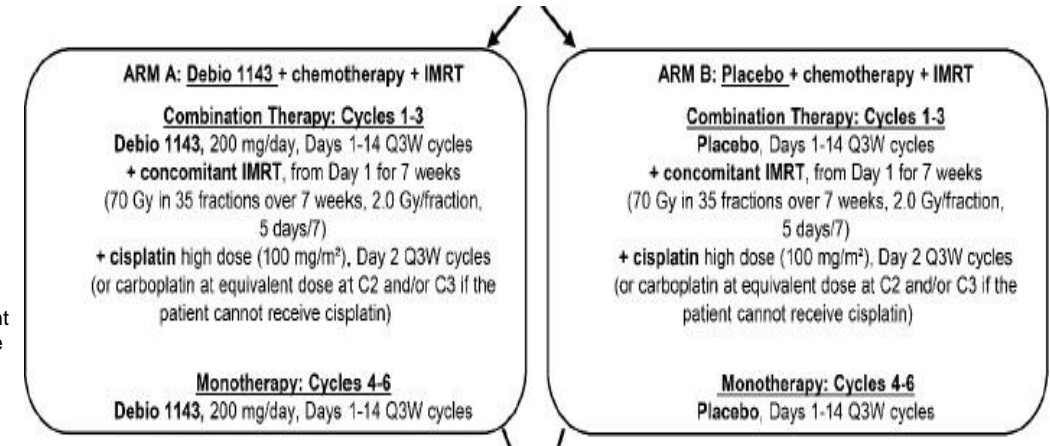 ARM A: Debio 1143 + chemotherapy + IMRT
Combination Therapy: Cycles 1-3
Debio 1143, 200 mg/day, Days 1-14 Q3W cycles
+ concomitant IMRT, from Day 1 for 7 weeks
(70 Gy in 35 fractions over 7 weeks, 2.0 Gy/fraction,
5 days/7)
+ cisplatin high dose (100 mg/m²), Day 2 Q3W cycles
(or carboplatin at equivalent dose at C2 and/or C3 if the
patient cannot receive cisplatin)
Monotherapy: Cycles 4-6
Debio 1143, 200 mg/day, Days 1-14 Q3W cycles
ARM B: Placebo + chemotherapy + IMRT
Combination Therapy: Cycles 1-3
Placebo, Days 1-14 Q3W cycles
+ concomitant IMRT, from Day 1 for 7 weeks
(70 Gy in 35 fractions over 7 weeks, 2.0 Gy/fraction,
5 days/7)
+ cisplatin high dose (100 mg/m²), Day 2 Q3W cycles
(or carboplatin at equivalent dose at C2 and/or C3 if the
patient cannot receive cisplatin)
Monotherapy: Cycles 4-6
Placebo, Days 1-14 Q3W cycles